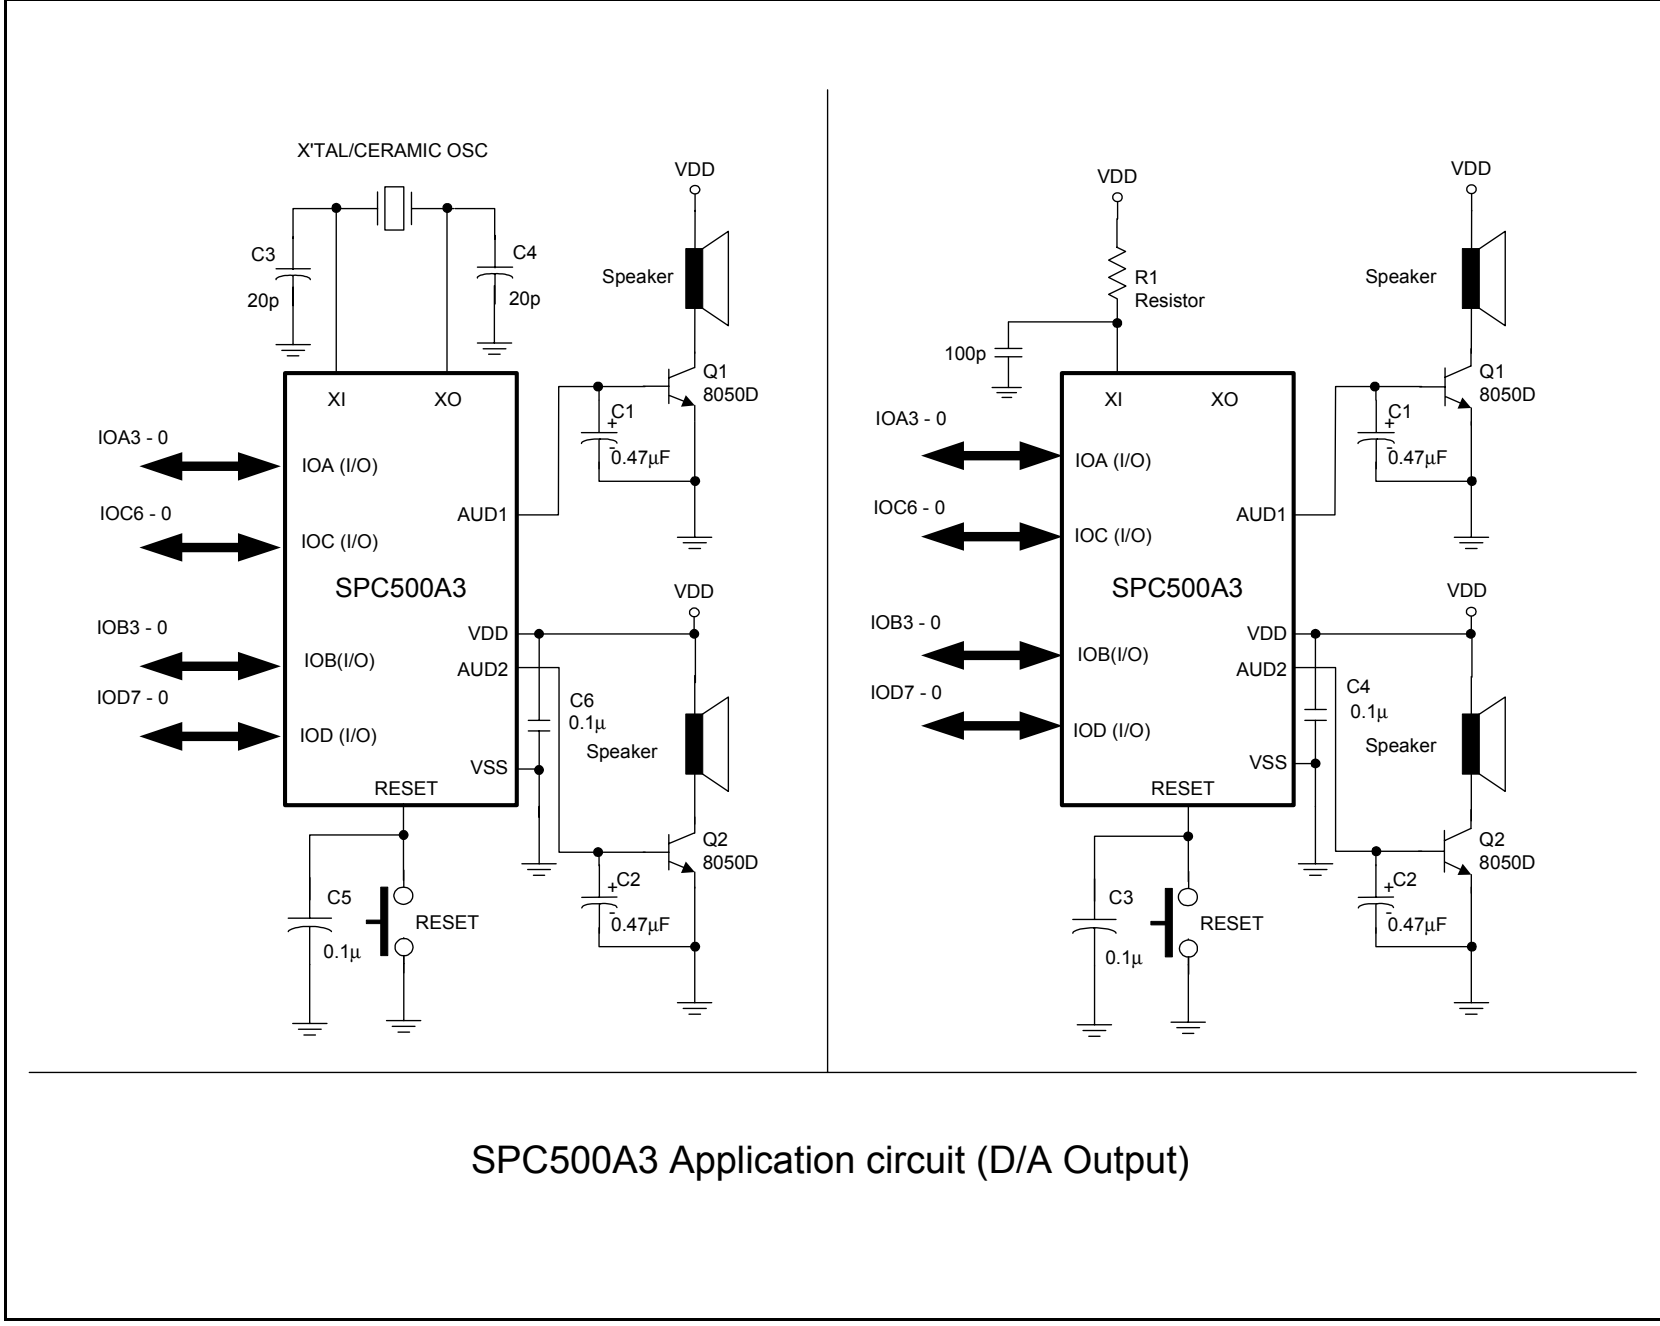 X'TAL/CERAMIC OSC
C3
20p
C4
20p
VDD
Speaker
Q1
8050D
XI
XO
+
C1
-
0.47μF
IOA3 - 0
IOA (I/O)
IOC6 - 0
IOC (I/O)
AUD1
SPC500A3
IOB3 - 0
IOB(I/O)
IOD7 - 0
IOD (I/O)
VDD
AUD2
VSS
RESET
VDD
C6
0.1μ
Speaker
Q2
8050D
+
C2
-
0.47μF
C5
0.1μ
RESET
VDD
R1
Resistor
100p
VDD
Speaker
Q1
8050D
XI
XO
+
C1
-
0.47μF
IOA3 - 0
IOA (I/O)
IOC6 - 0
IOC (I/O)
AUD1
SPC500A3
IOB3 - 0
IOB(I/O)
IOD7 - 0
IOD (I/O)
VDD
AUD2
VSS
RESET
VDD
C4
0.1μ
Speaker
Q2
8050D
+
C2
-
0.47μF
C3
0.1μ
RESET
SPC500A3 Application circuit (D/A Output)